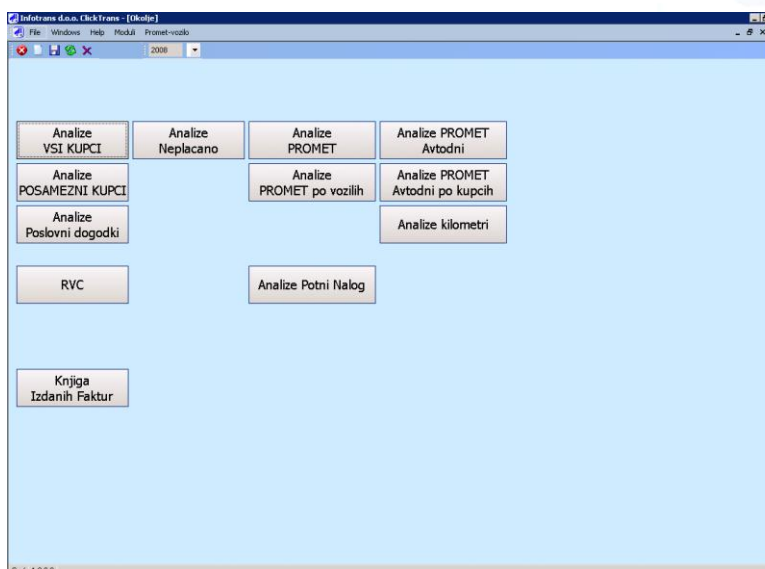 Infotrans d.o.o. ClickTrans - [Okolje]
File Windows Help Moduli Promet-vozilo
2008
Analize VSI KUPCI
Analize Neplacano
Analize PROMET
Analize PROMET Avtodni
Analize POSAMEZNI KUPCI
Analize PROMET po vozilih
Analize PROMET Avtodni po kupcih
Analize Poslovni dogodki
Analize kilometri
RVC
Analize Potni Nalog
Knjiga Izdanih Faktur